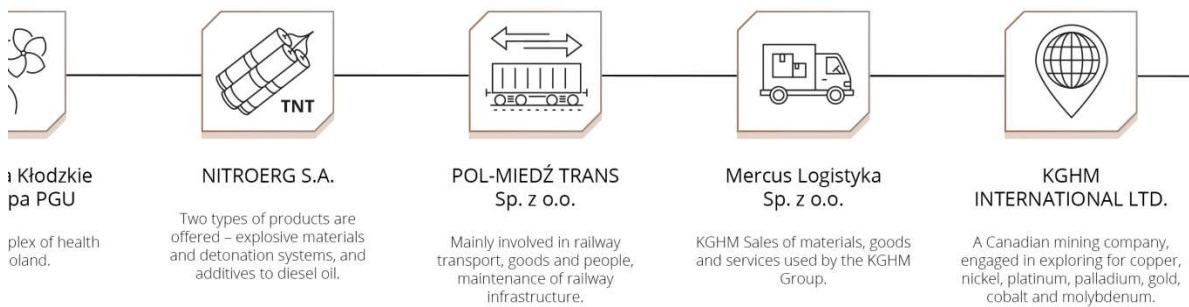 TNT
a Kłodzkie
pa PGU
plex of health
oland.
NITROERG S.A.
Two types of products are
offered – explosive materials
and detonation systems, and
additives to diesel oil.
POL-MIEDŹ TRANS
Sp. z o.o.
Mainly involved in railway
transport, goods and people,
maintenance of railway
infrastructure.
Mercus Logistyka
Sp. z o.o.
KGHM Sales of materials, goods
and services used by the KGHM
Group.
KGHM
INTERNATIONAL LTD.
A Canadian mining company,
engaged in exploring for copper,
nickel, platinum, palladium, gold,
cobalt and molybdenum.